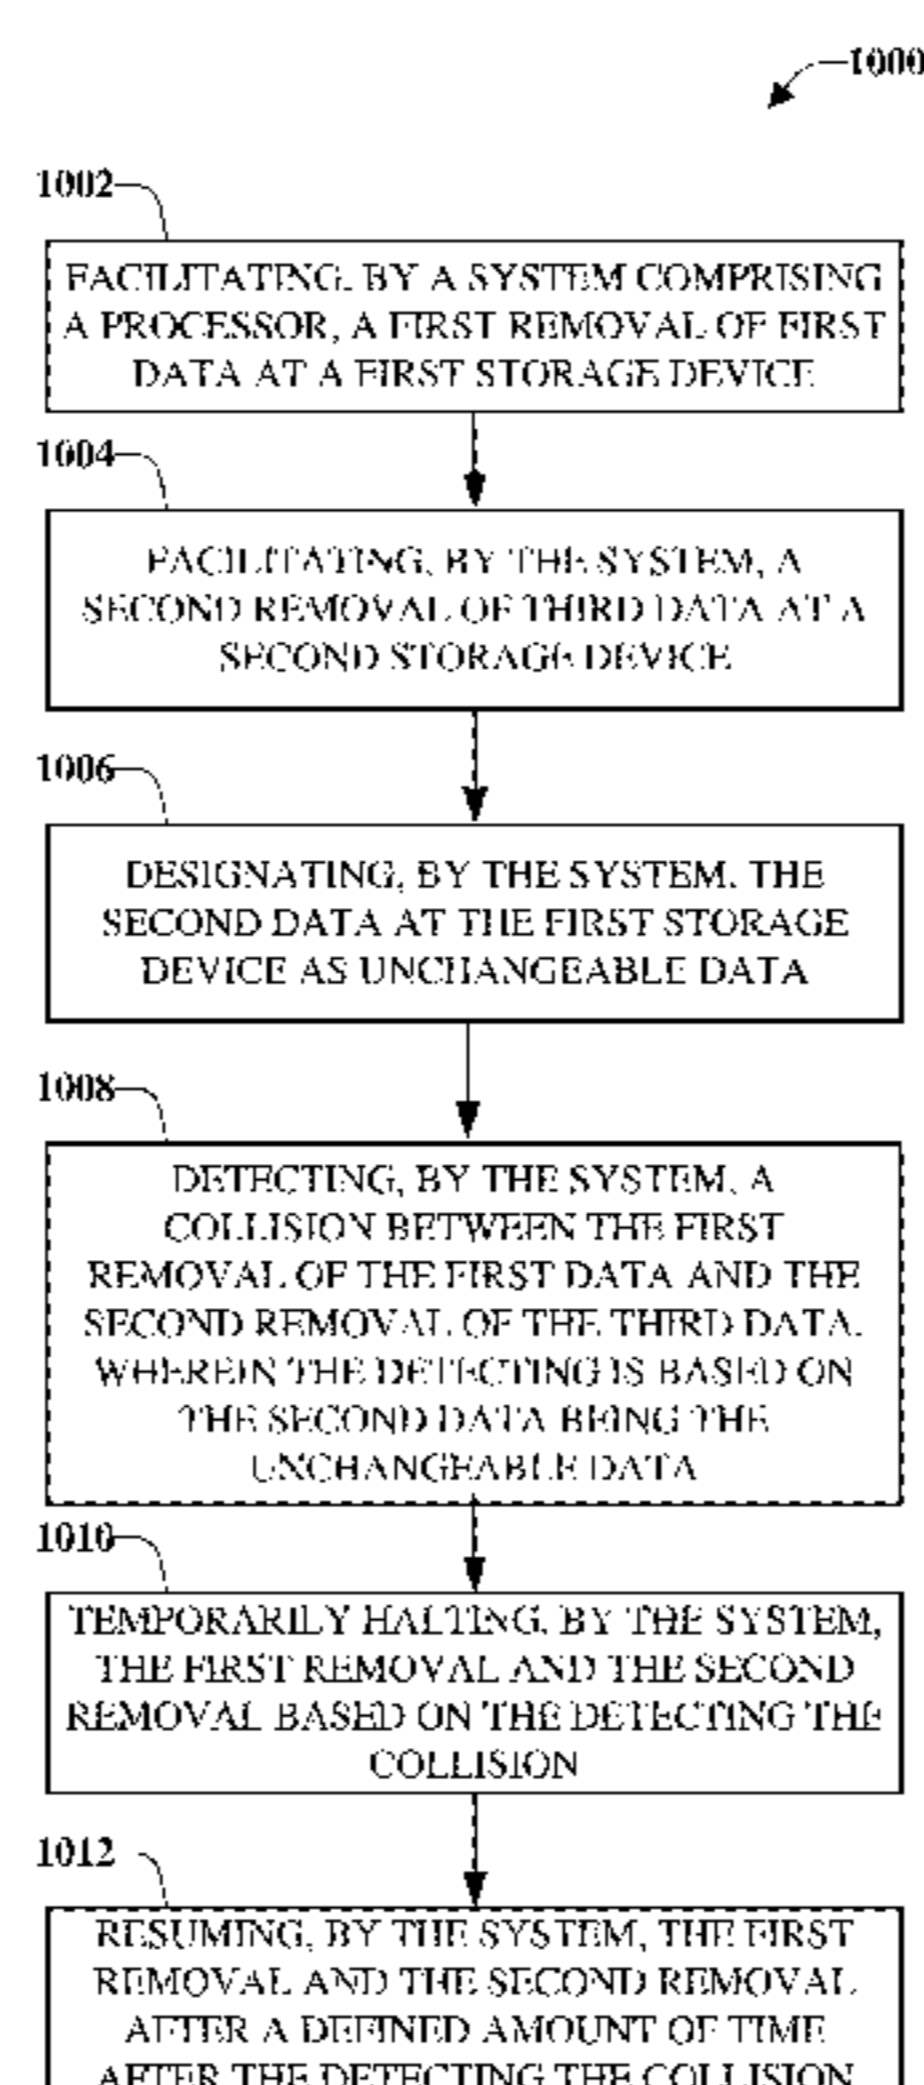 1000
1002
FACILITATING, BY A SYSTEM COMPRISING
A PROCESSOR, A FIRST REMOVAL OF FIRST
DATA AT A FIRST STORAGE DEVICE
1004
FACILITATING, BY THE SYSTEM, A
SECOND REMOVAL OF THIRD DATA AT A
SECOND STORAGE DEVICE
1006
DESIGNATING, BY THE SYSTEM, THE
SECOND DATA AT THE FIRST STORAGE
DEVICE AS UNCHANGEABLE DATA
1008
DETECTING, BY THE SYSTEM, A
COLLISION BETWEEN THE FIRST
REMOVAL OF THE FIRST DATA AND THE
SECOND REMOVAL OF THE THIRD DATA,
WHEREIN THE DETECTING IS BASED ON
THE SECOND DATA BEING THE
UNCHANGEABLE DATA
1010
TEMPORARILY HALTING, BY THE SYSTEM,
THE FIRST REMOVAL AND THE SECOND
REMOVAL BASED ON THE DETECTING THE
COLLISION
1012
RESUMING, BY THE SYSTEM, THE FIRST
REMOVAL AND THE SECOND REMOVAL
AFTER A DEFINED AMOUNT OF TIME
AFTER THE DETECTING THE COLLISION